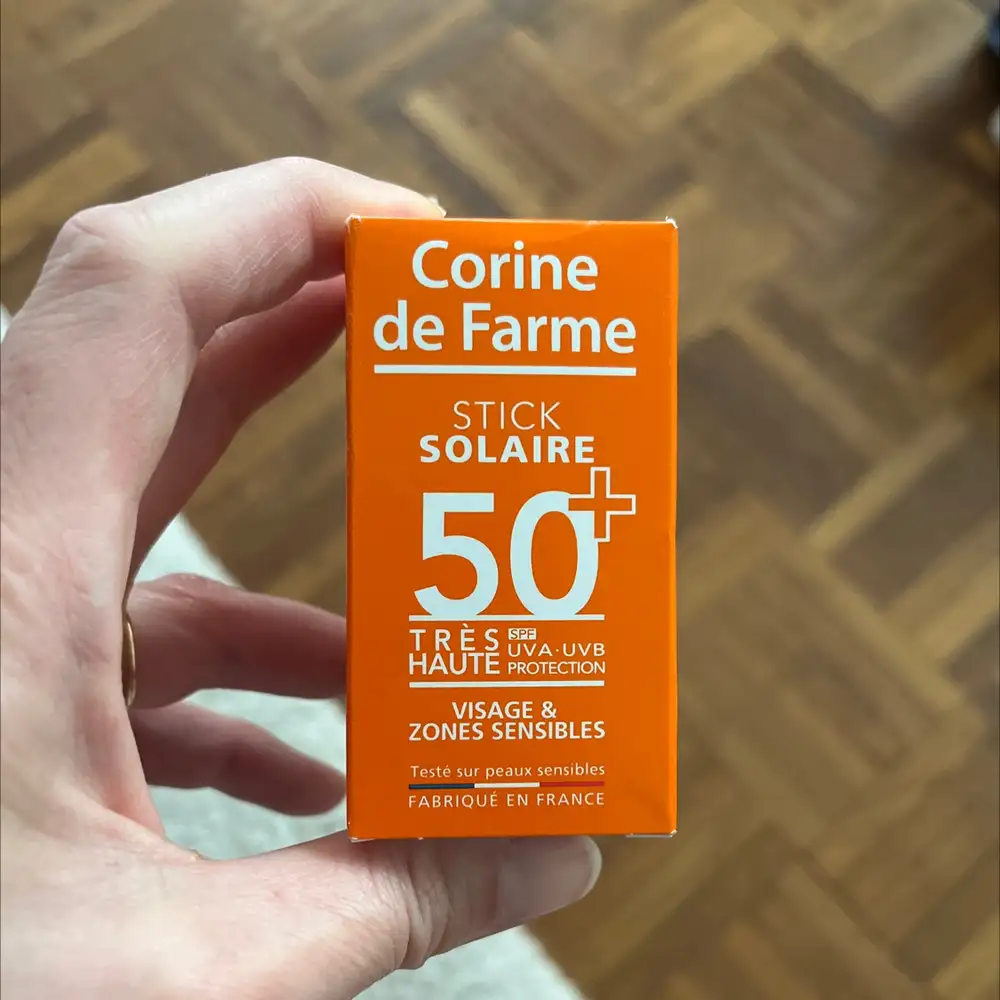 Corine
de Farme
STICK
SOLAIRE
50+
TRÈS
HAUTE
SPF
UVA·UVB
PROTECTION
VISAGE &
ZONES SENSIBLES
Testé sur peaux sensibles
FABRIQUÉ EN FRANCE